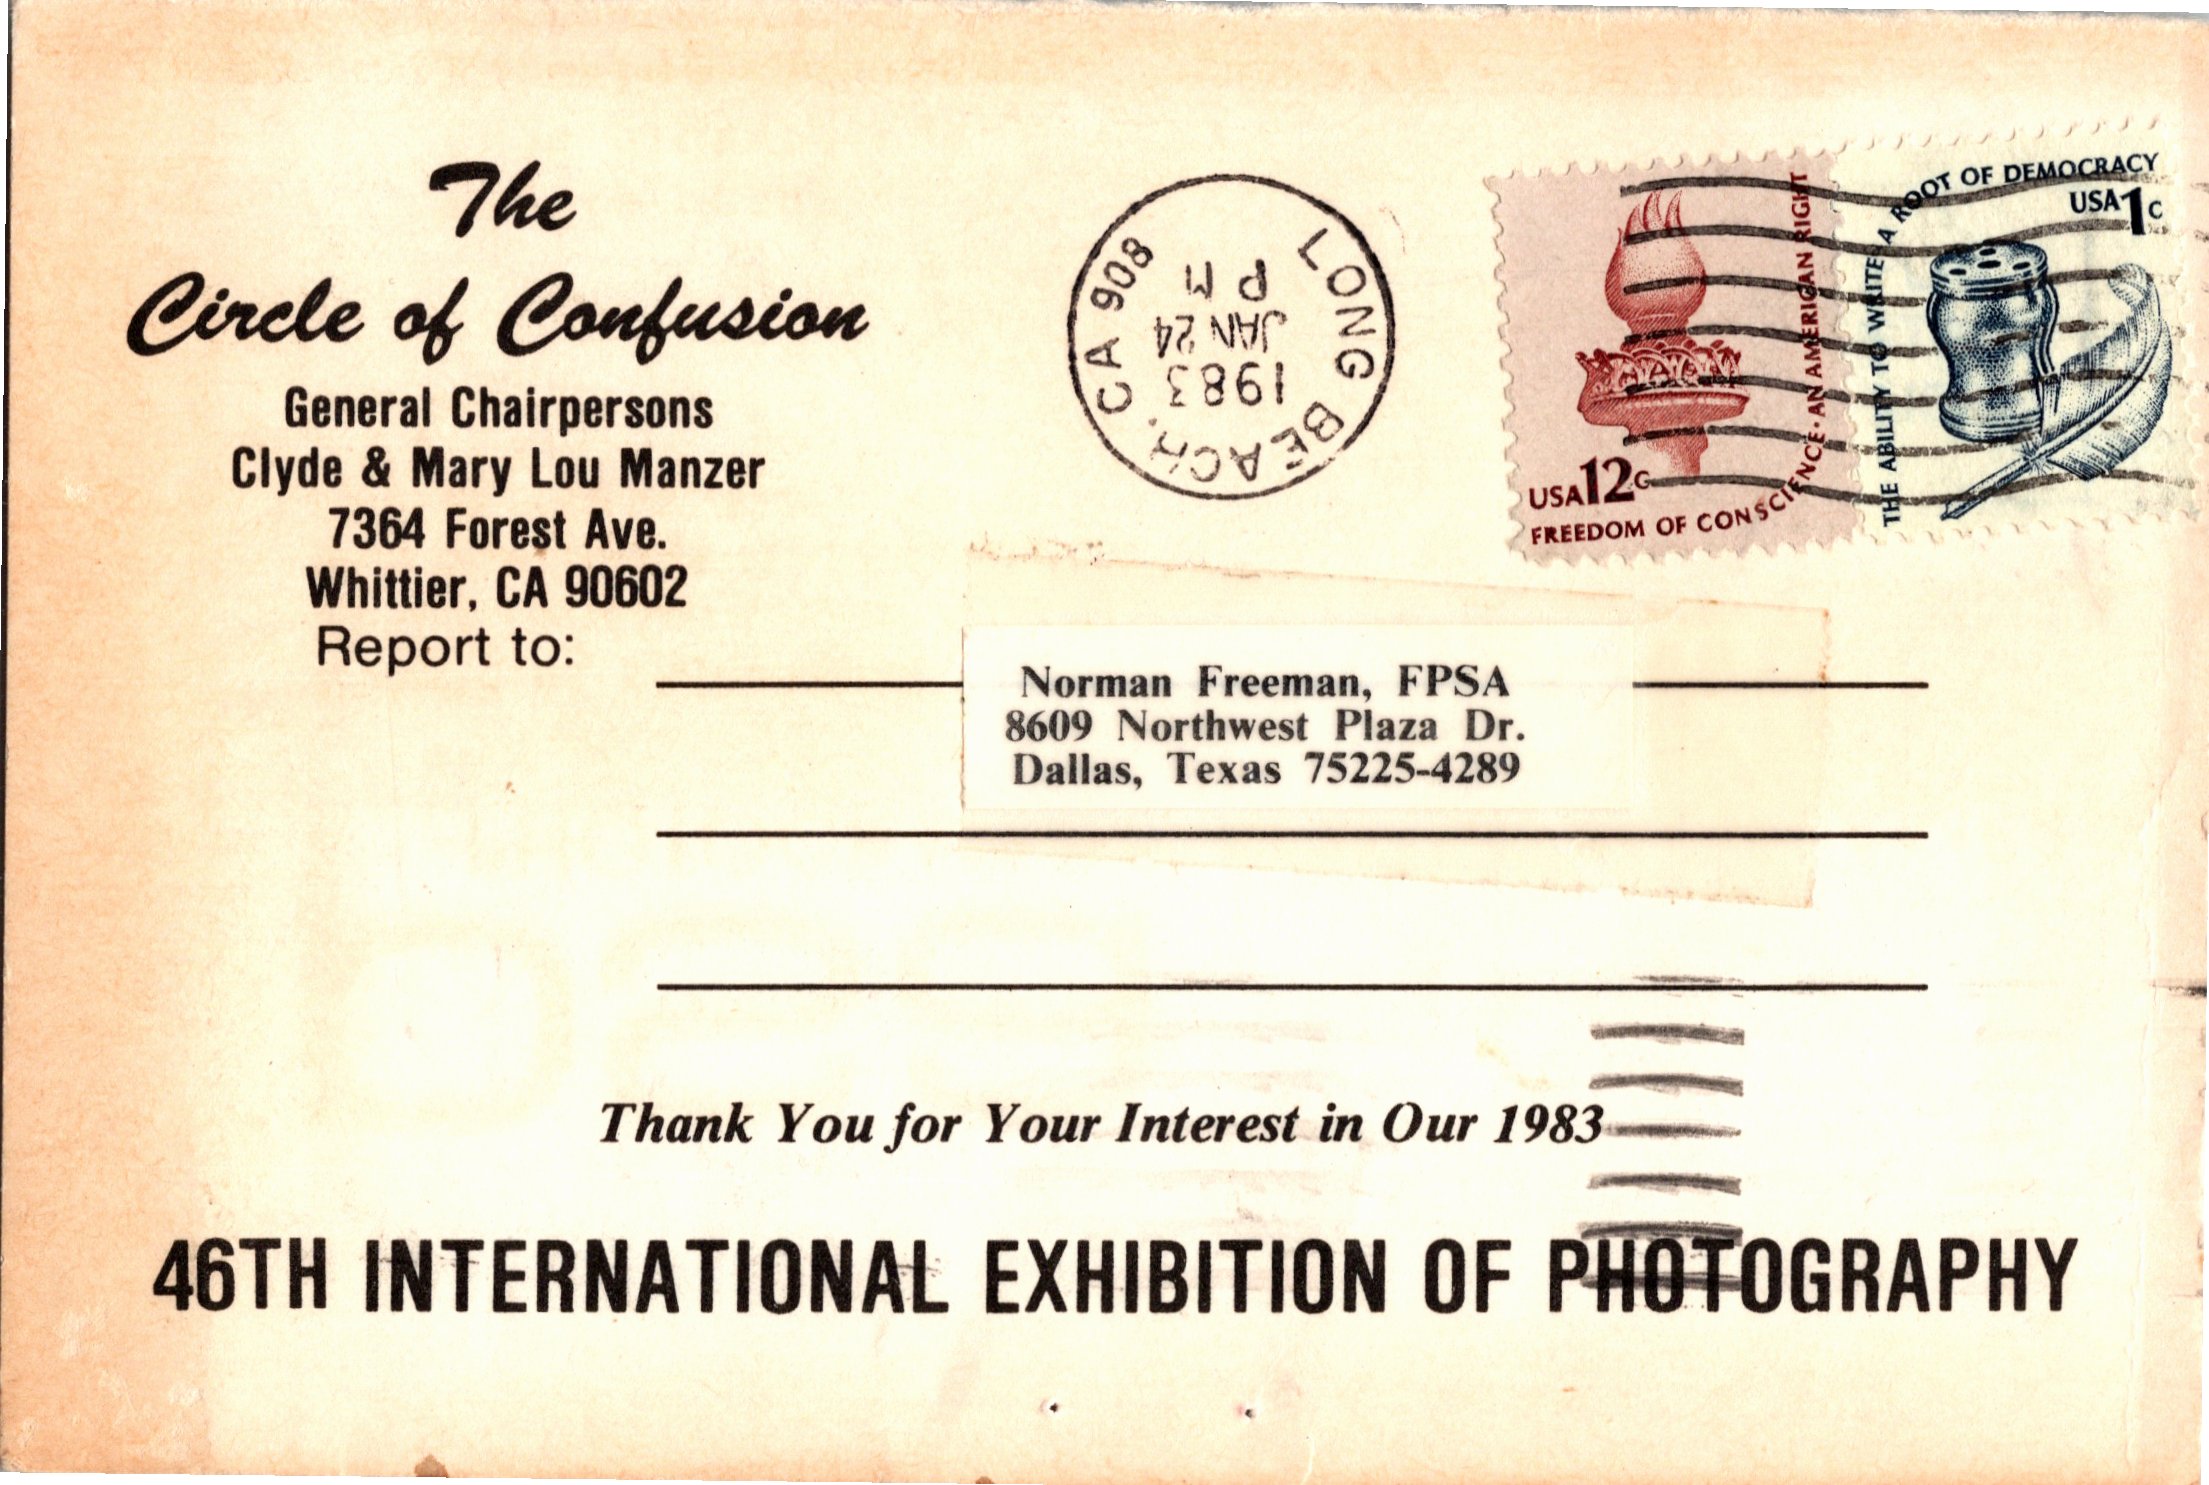 The
Circle of Confusion
General Chairpersons
Clyde & Mary Lou Manzer
7364 Forest Ave.
Whittier, CA 90602
Report to:
LONG BEACH, CA 908
PM
JAN 24
1983
USA 12c
FREEDOM OF CONSCIENCE • AN AMERICAN RIGHT
THE ABILITY TO WRITE • A ROOT OF DEMOCRACY
USA 1c
Norman Freeman, FPSA
8609 Northwest Plaza Dr.
Dallas, Texas 75225-4289
Thank You for Your Interest in Our 1983
46TH INTERNATIONAL EXHIBITION OF PHOTOGRAPHY